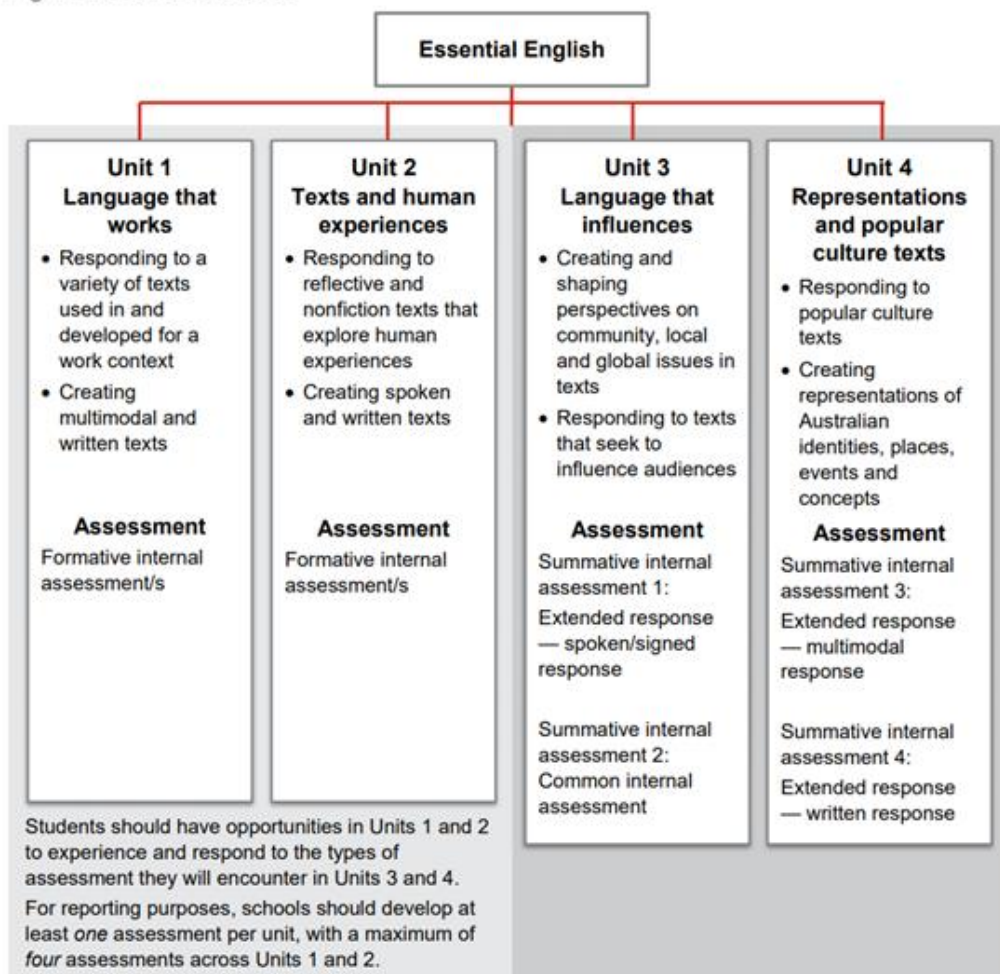 Essential English
Unit 1
Language that
works
• Responding to a
variety of texts
used in and
developed for a
work context
• Creating
multimodal and
written texts
Assessment
Formative internal
assessment/s
Unit 2
Texts and human
experiences
• Responding to
reflective and
nonfiction texts that
explore human
experiences
• Creating spoken
and written texts
Assessment
Formative internal
assessment/s
Students should have opportunities in Units 1 and 2
to experience and respond to the types of
assessment they will encounter in Units 3 and 4.
For reporting purposes, schools should develop at
least one assessment per unit, with a maximum of
four assessments across Units 1 and 2.
Unit 3
Language that
influences
• Creating and
shaping
perspectives on
community, local
and global issues in
texts
• Responding to texts
that seek to
influence audiences
Assessment
Summative internal
assessment 1:
Extended response
— spoken/signed
response
Summative internal
assessment 2:
Common internal
assessment
Unit 4
Representations
and popular
culture texts
• Responding to
popular culture
texts
• Creating
representations of
Australian
identities, places,
events and
concepts
Assessment
Summative internal
assessment 3:
Extended response
— multimodal
response
Summative internal
assessment 4:
Extended response
— written response